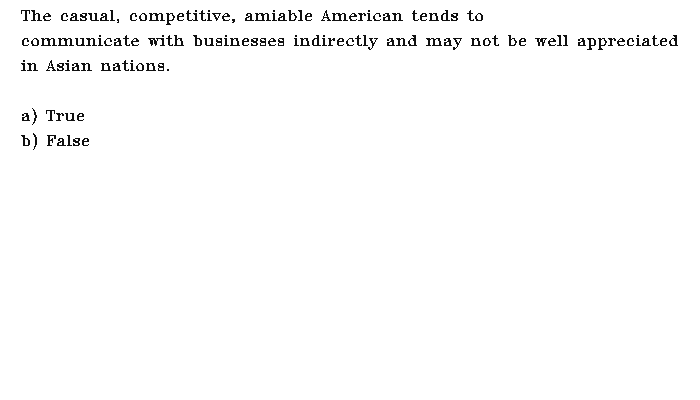 The casual, competitive, amiable American tends to
communicate with businesses indirectly and may not be well appreciated
in Asian nations.
a) True
b) False